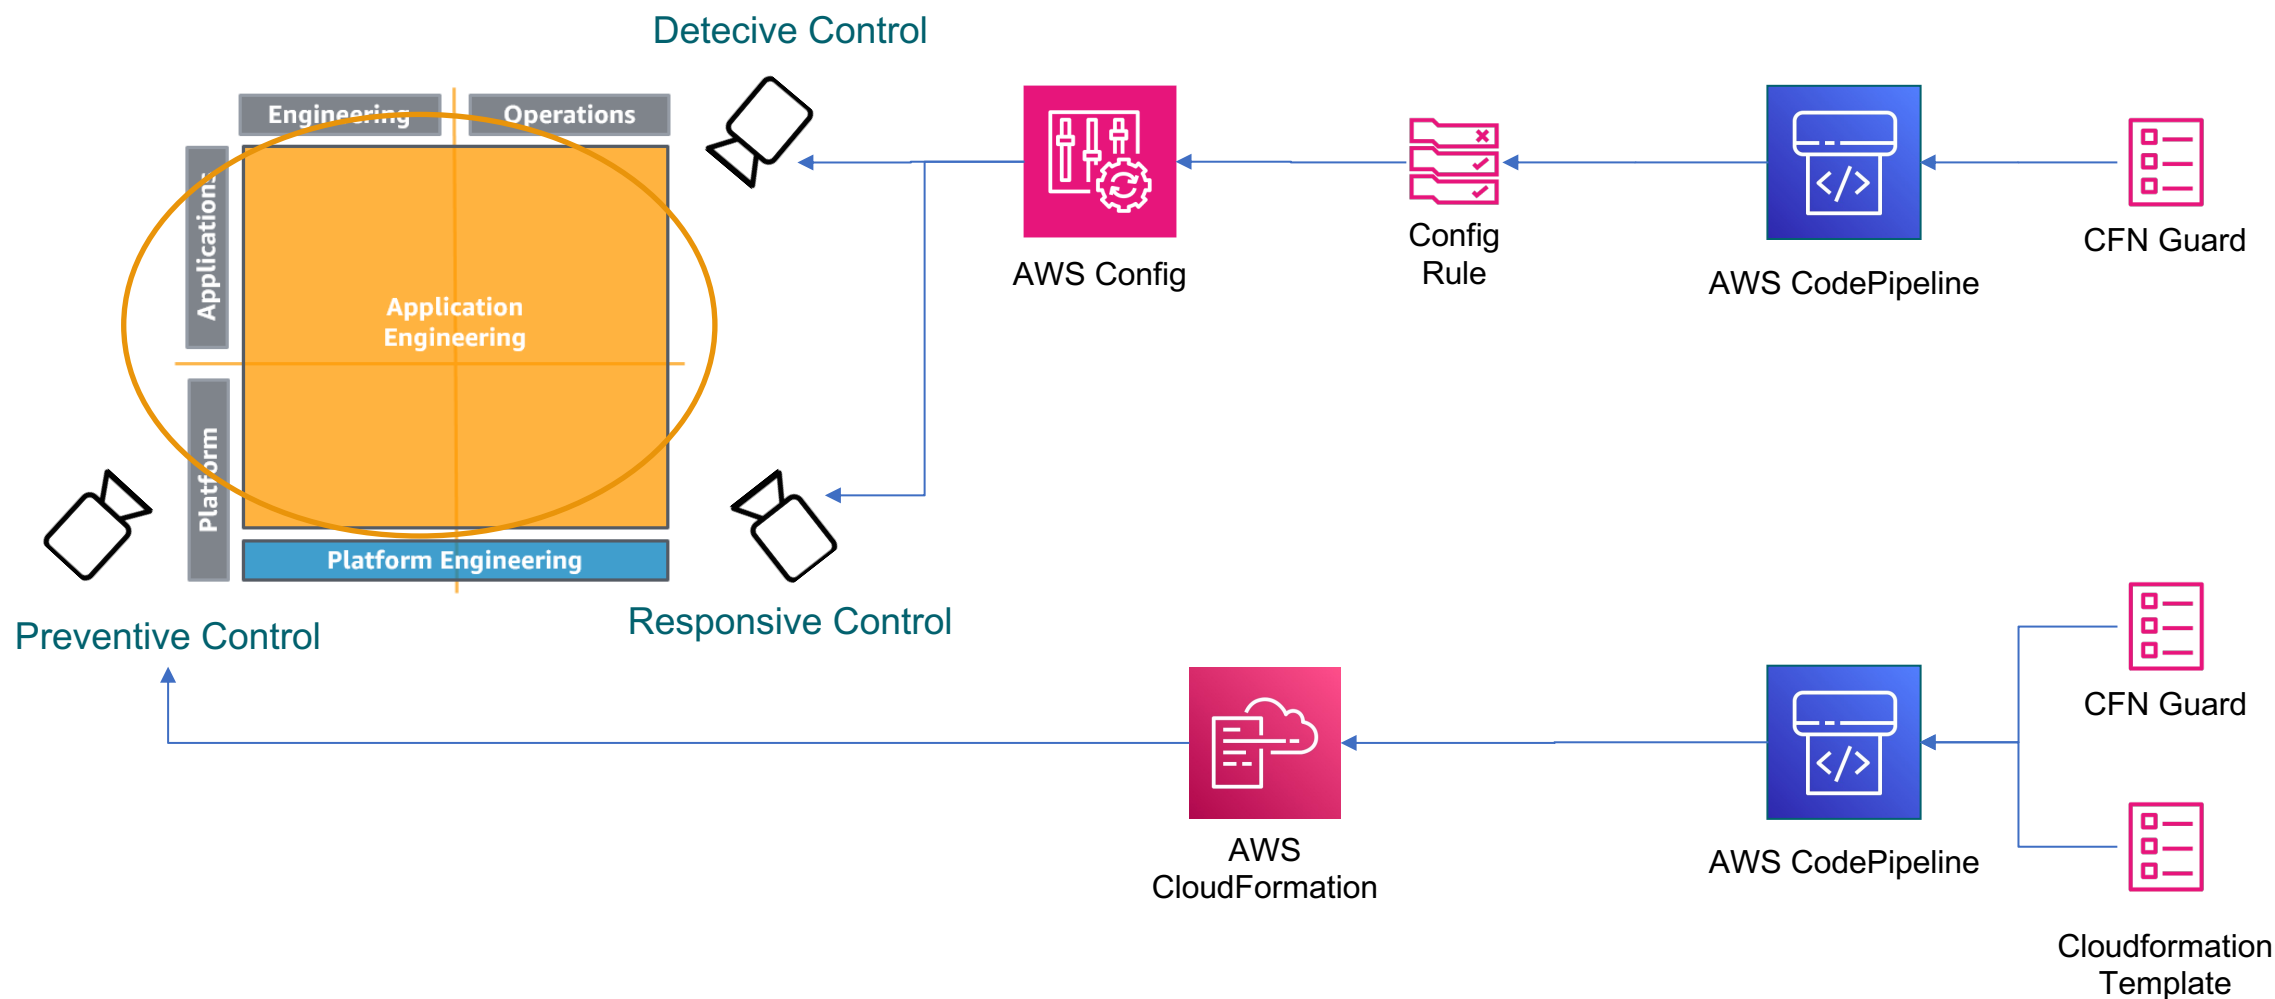 Detecive Control
Engineering
Operations
Applications
Application
Engineering
Platform
Platform Engineering
Preventive Control
Responsive Control
AWS Config
Config
Rule
AWS CodePipeline
CFN Guard
AWS
CloudFormation
AWS CodePipeline
CFN Guard
Cloudformation
Template